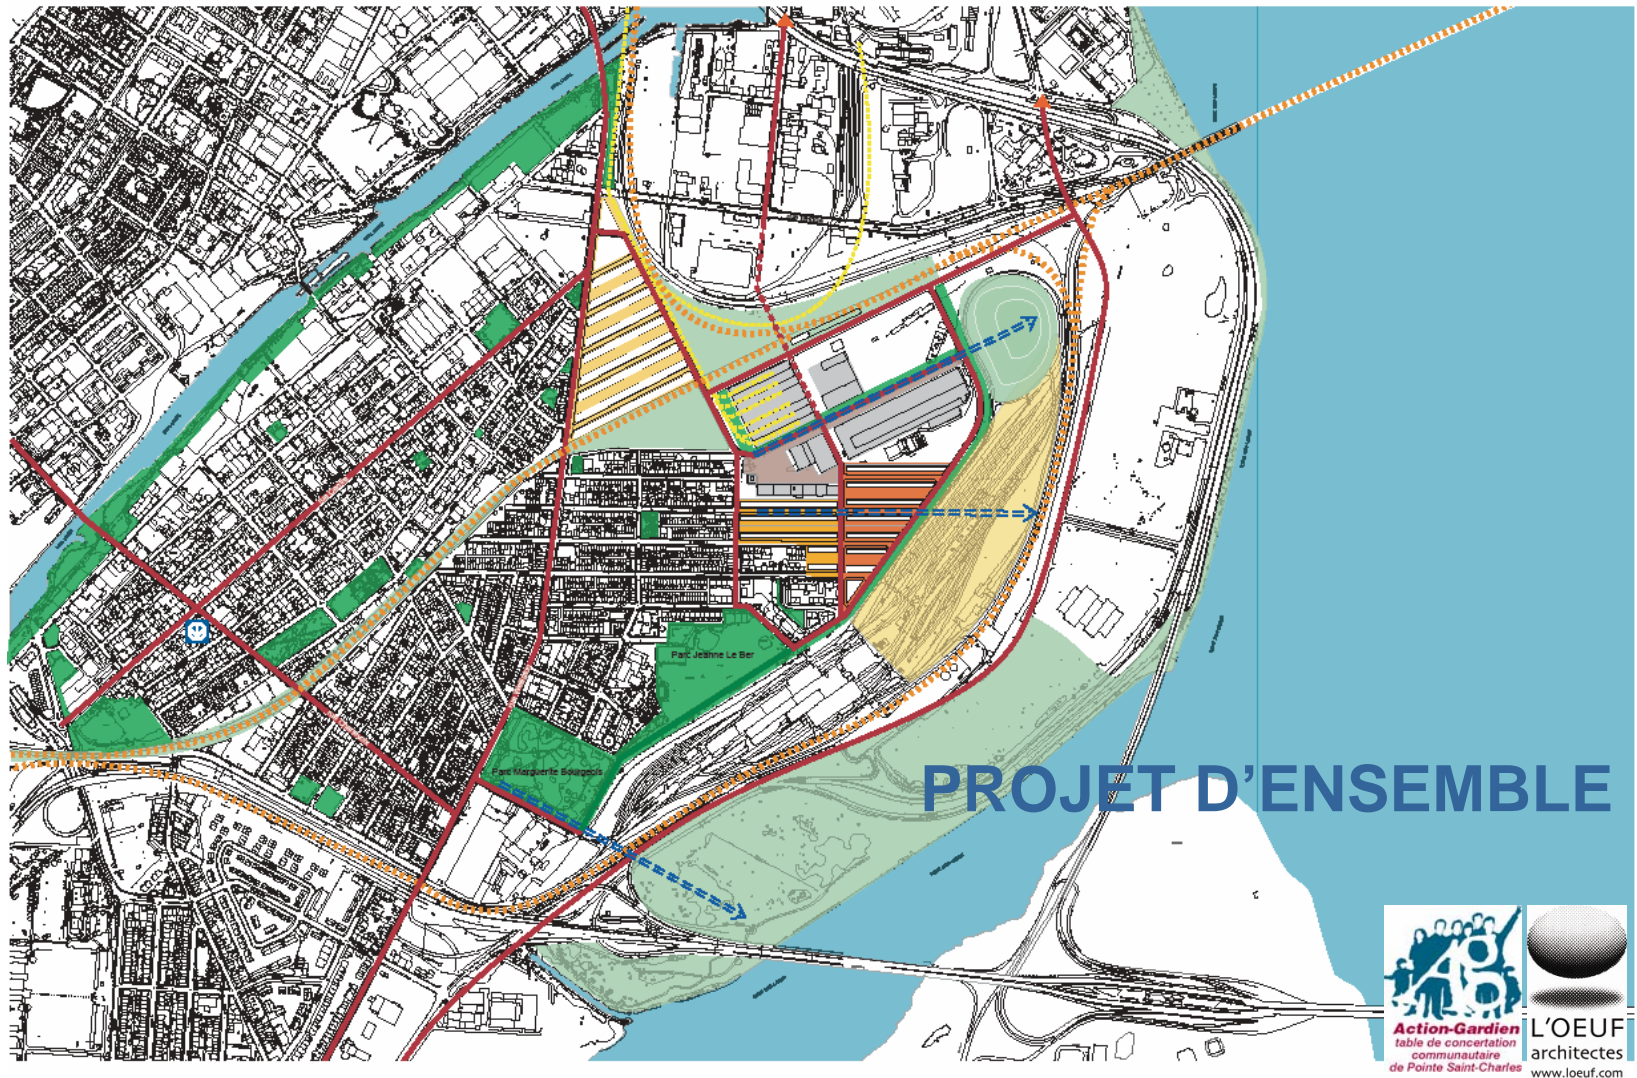 Parc Jeanne Le Ber
Parc Marguerite Bourgeois
PROJET D'ENSEMBLE
Action-Gardien
table de concertation
communautaire
de Pointe Saint-Charles
L'OEUF
architectes
www.loeuf.com